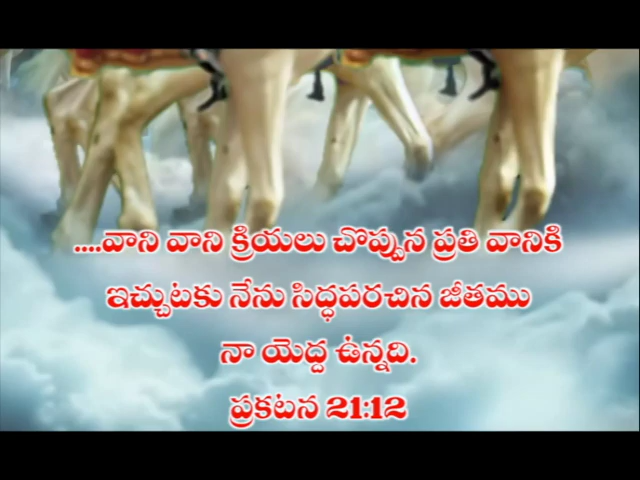 ....వాని వాని క్రియలు చొప్పున ప్రతి వానికి
ఇచ్చుటకు నేను సిద్ధపరచిన జీతము
నా యెద్ద ఉన్నది.
ప్రకటన 21:12